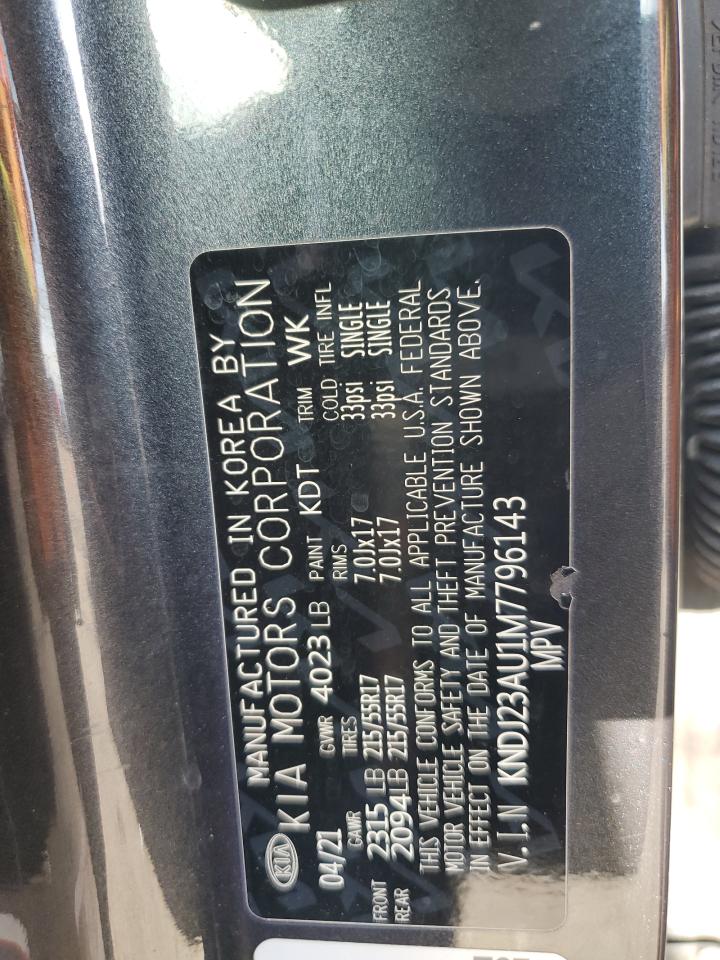 MANUFACTURED IN KOREA BY
KIA KIA MOTORS CORPORATION
04/21 GVWR 4023 LB PAINT KDT TRIM WK
GAWR TIRES RIMS COLD TIRE INFL
FRONT 2315 LB 215/55R17 7.0Jx17 33psi SINGLE
REAR 2094LB 215/55R17 7.0Jx17 33psi SINGLE
THIS VEHICLE CONFORMS TO ALL APPLICABLE U.S.A. FEDERAL
MOTOR VEHICLE SAFETY AND THEFT PREVENTION STANDARDS
IN EFFECT ON THE DATE OF MANUFACTURE SHOWN ABOVE.
V.I.N KNDJ23AU1M7796143
MPV